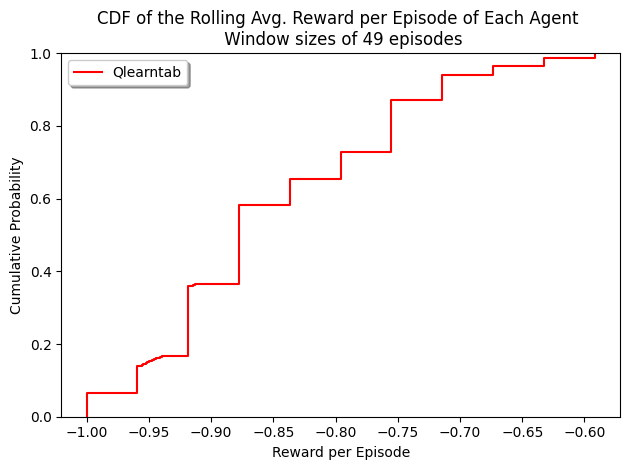 CDF of the Rolling Avg. Reward per Episode of Each Agent
Window sizes of 49 episodes
Qlearntab
Cumulative Probability
1.0
0.8
0.6
0.4
0.2
0.0
−1.00 −0.95 −0.90 −0.85 −0.80 −0.75 −0.70 −0.65 −0.60
Reward per Episode